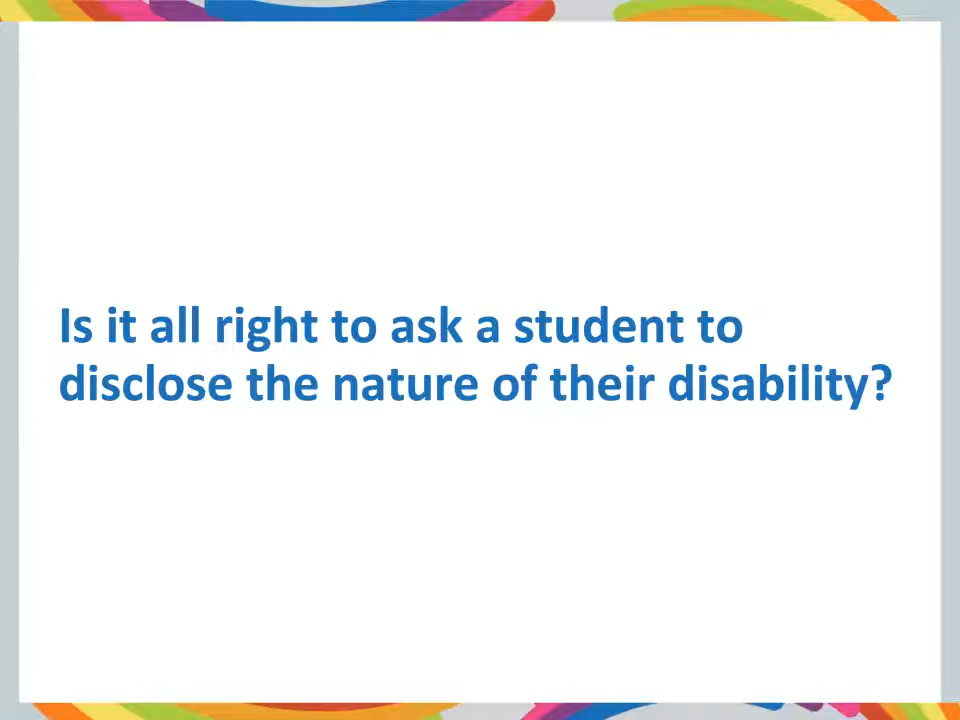 Is it all right to ask a student to
disclose the nature of their disability?